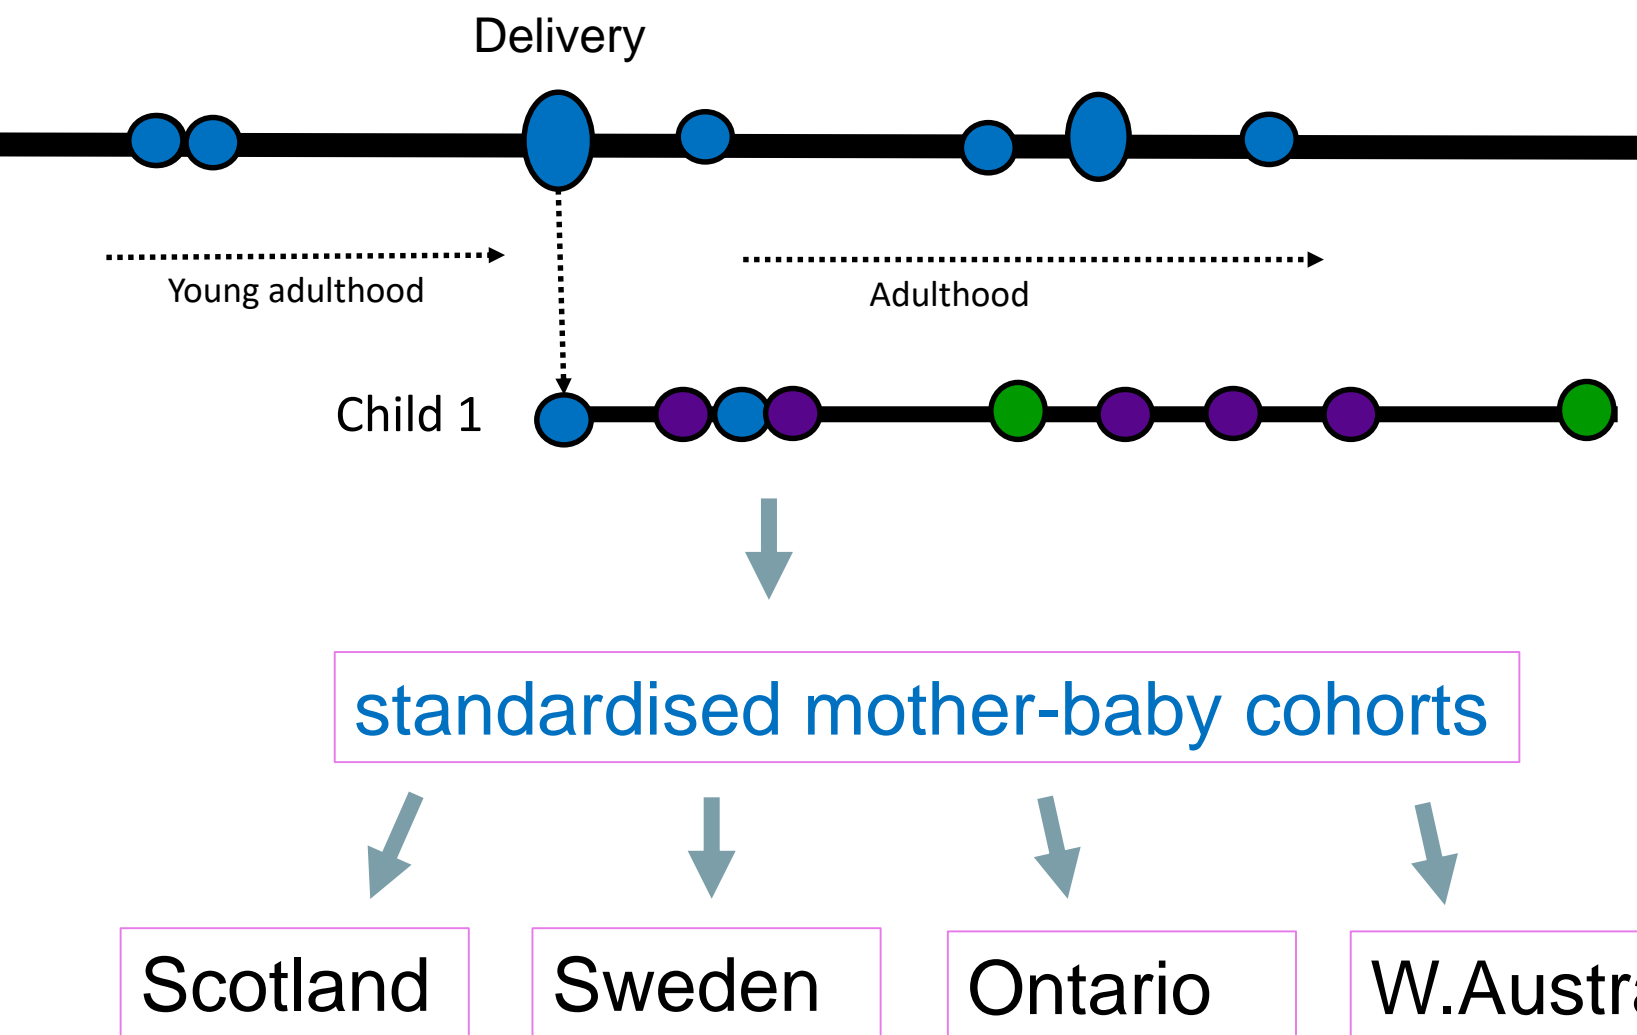 Delivery
Young adulthood
Adulthood
Child 1
standardised mother-baby cohorts
Scotland
Sweden
Ontario